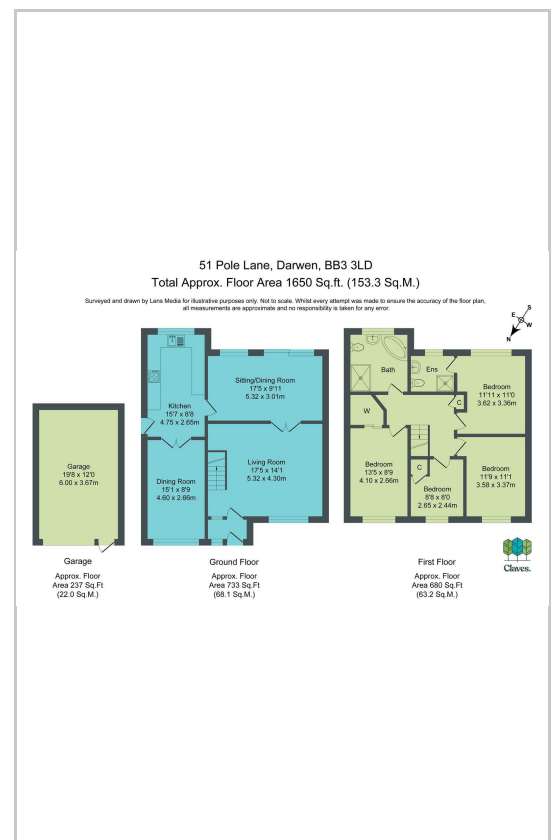 51 Pole Lane, Darwen, BB3 3LD
Total Approx. Floor Area 1650 Sq.ft. (153.3 Sq.M.)
Surveyed and drawn by Lens Media for illustrative purposes only. Not to scale. Whilst every attempt was made to ensure the accuracy of the floor plan,
all measurements are approximate and no responsibility is taken for any error.
S
E
W
N
Garage
19'8 x 12'0
6.00 x 3.67m
Kitchen
15'7 x 8'8
4.75 x 2.65m
Sitting/Dining Room
17'5 x 9'11
5.32 x 3.01m
Dining Room
15'1 x 8'9
4.60 x 2.66m
Living Room
17'5 x 14'1
5.32 x 4.30m
Bath
Ens
Bedroom
11'11 x 11'0
3.62 x 3.36m
W
C
Bedroom
13'5 x 8'9
4.10 x 2.66m
C
Bedroom
8'8 x 8'0
2.65 x 2.44m
Bedroom
11'9 x 11'1
3.58 x 3.37m
Garage
Approx. Floor
Area 237 Sq.Ft
(22.0 Sq.M.)
Ground Floor
Approx. Floor
Area 733 Sq.Ft
(68.1 Sq.M.)
First Floor
Approx. Floor
Area 680 Sq.Ft
(63.2 Sq.M.)
Claves.